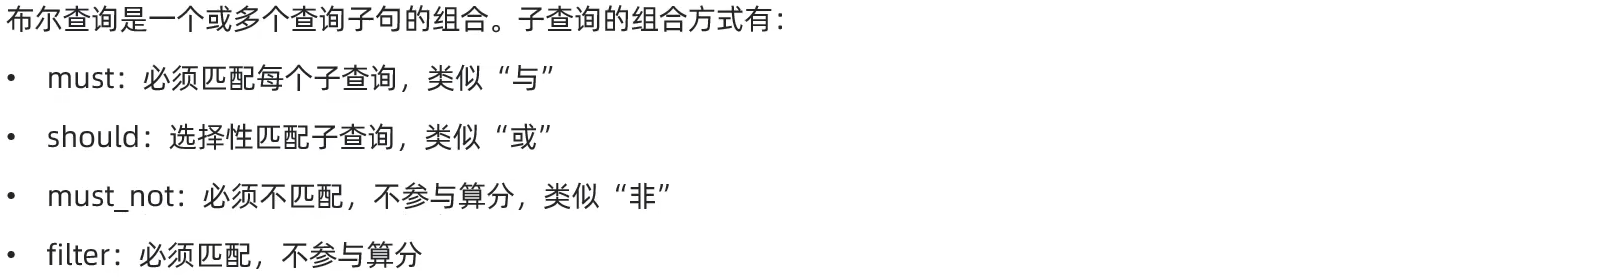 布尔查询是一个或多个查询子句的组合。子查询的组合方式有：
• must：必须匹配每个子查询，类似“与”
• should：选择性匹配子查询，类似“或”
• must_not：必须不匹配，不参与算分，类似“非”
• filter：必须匹配，不参与算分